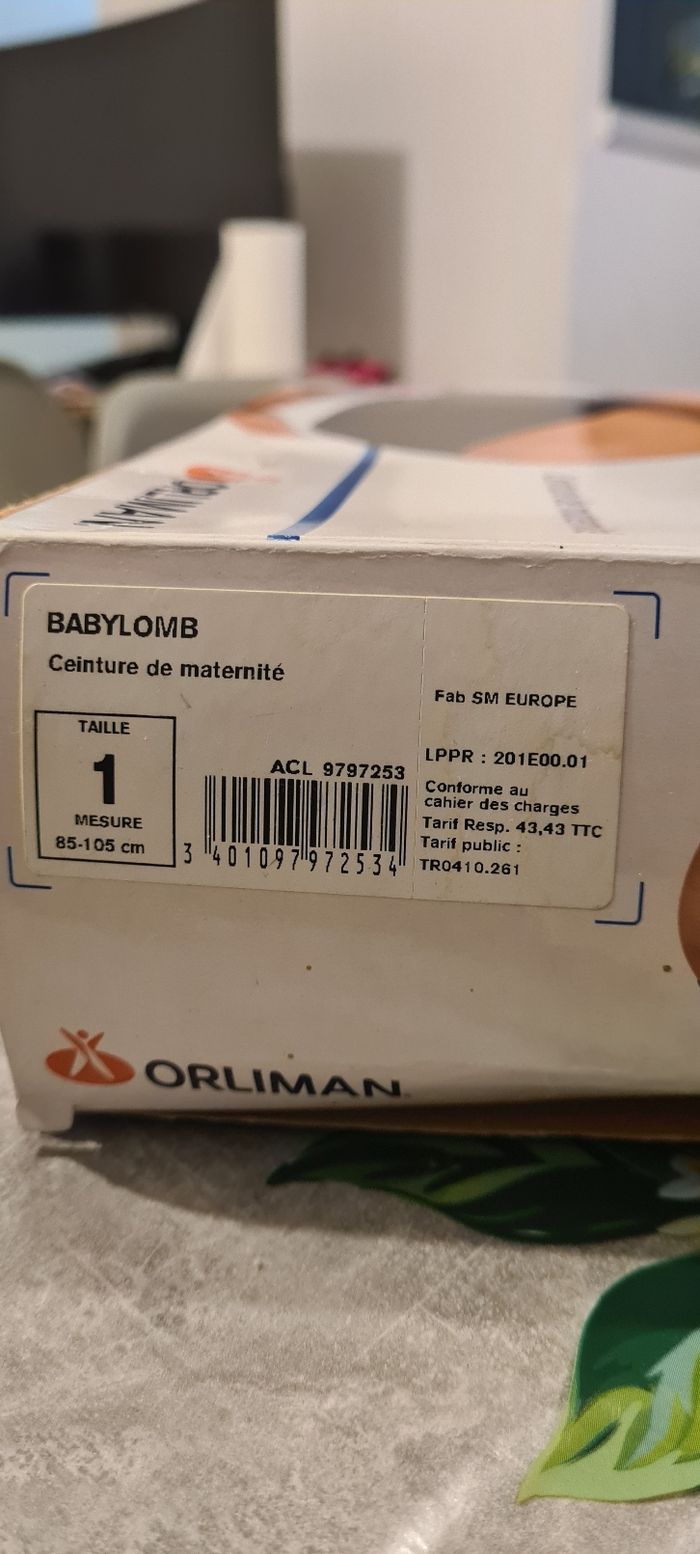 ORLIMAN
BABYLOMB
Ceinture de maternité
TAILLE
1
MESURE
85-105 cm
ACL 9797253
3 401097 972534
Fab SM EUROPE
LPPR : 201E00.01
Conforme au
cahier des charges
Tarif Resp. 43,43 TTC
Tarif public :
TR0410.261
ORLIMAN